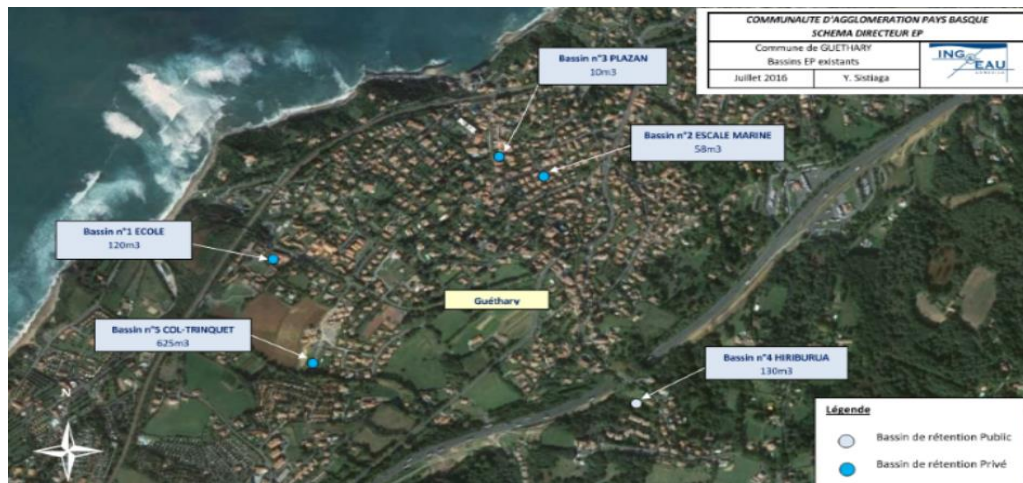 COMMUNAUTE D'AGGLOMERATION PAYS BASQUE
SCHEMA DIRECTEUR EP
Commune de GUETHARY
Bassins EP existants
Juillet 2016
Y. Sistiaga
ING
EAU
Bassin n°3 PLAZAN
10m3
Bassin n°2 ESCALE MARINE
58m3
Bassin n°1 ECOLE
120m3
Guéthary
Bassin n°5 COL-TRINQUET
625m3
Bassin n°4 HIRIBURUA
130m3
N
Légende
Bassin de rétention Public
Bassin de rétention Privé